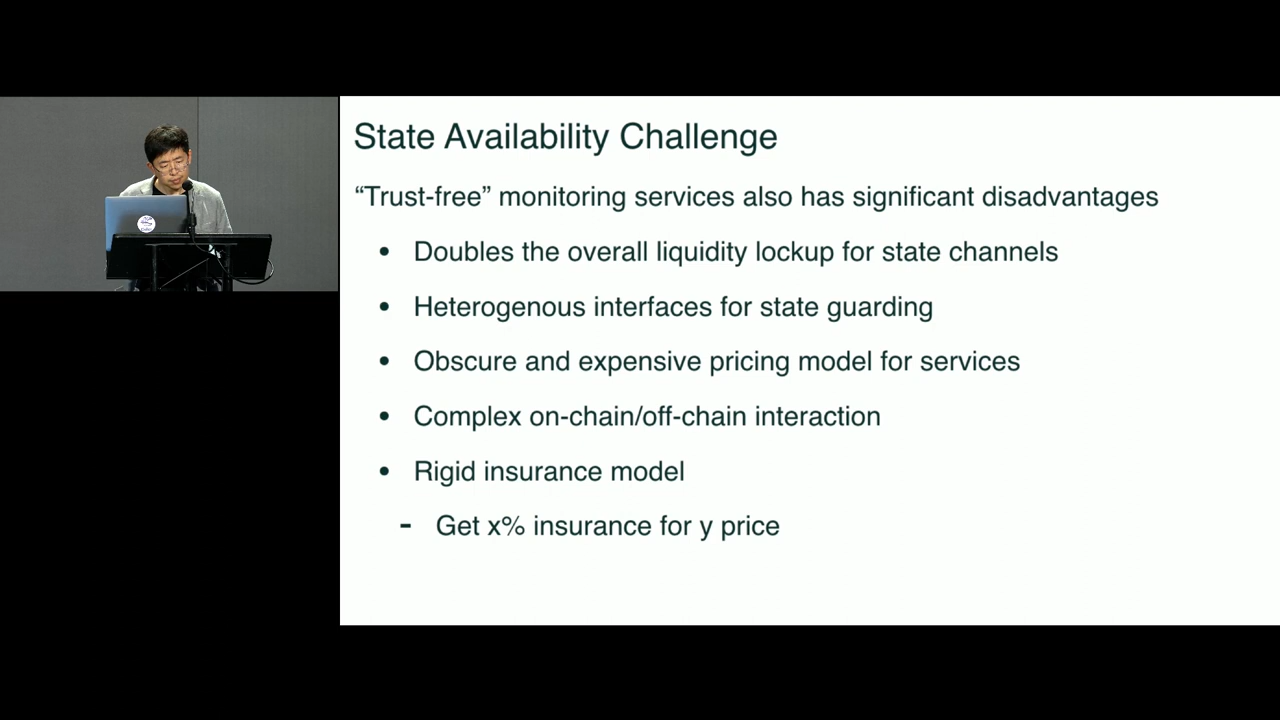 State Availability Challenge
“Trust-free” monitoring services also has significant disadvantages
• Doubles the overall liquidity lockup for state channels
• Heterogenous interfaces for state guarding
• Obscure and expensive pricing model for services
• Complex on-chain/off-chain interaction
• Rigid insurance model
- Get x% insurance for y price